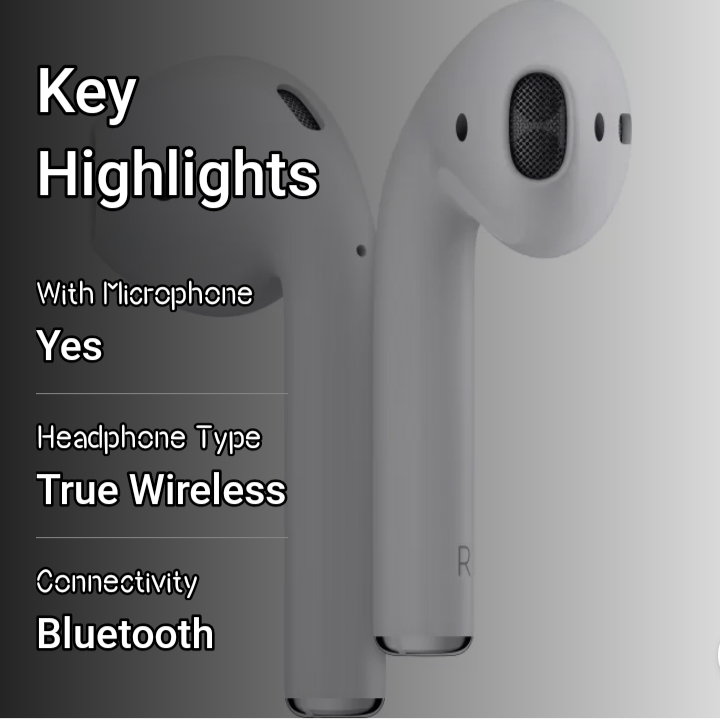 Key
Highlights
With Microphone
Yes
Headphone Type
True Wireless
Connectivity
Bluetooth
R